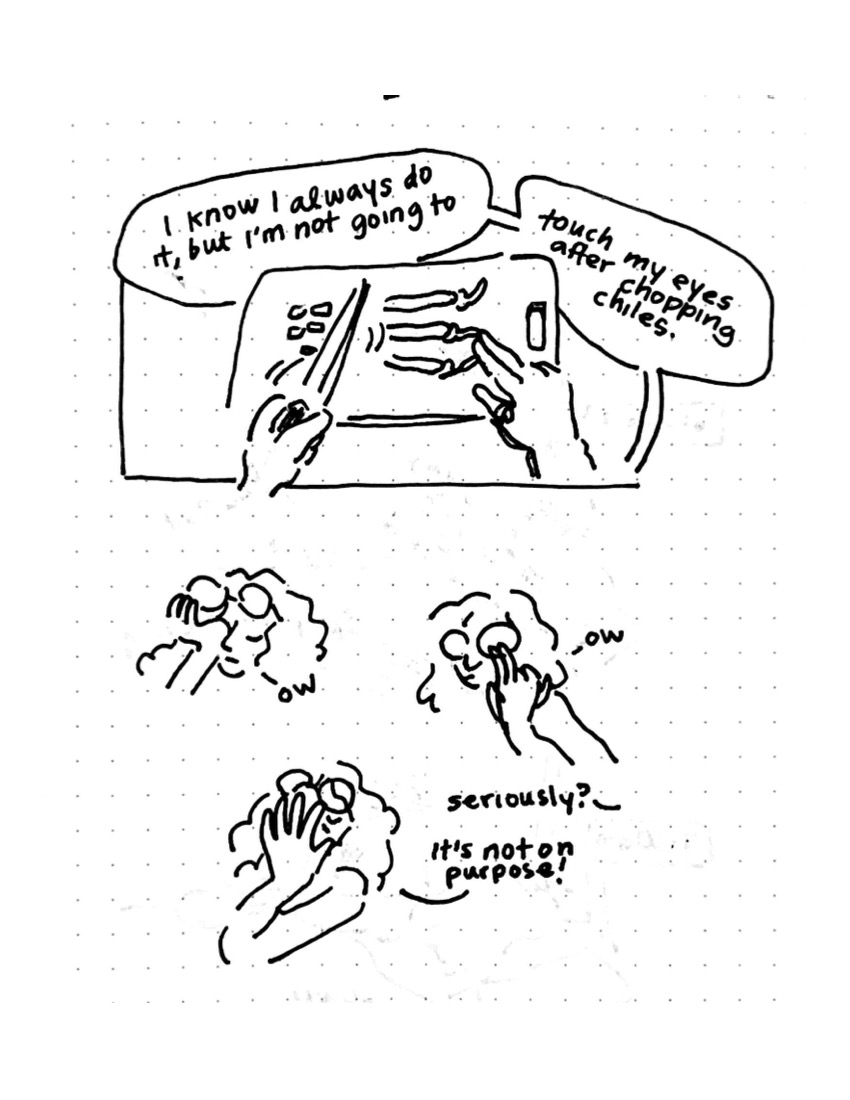 I know I always do
it, but I'm not going to
touch my eyes
after chopping
chiles.
ow
ow
seriously?
it's not on
purpose!